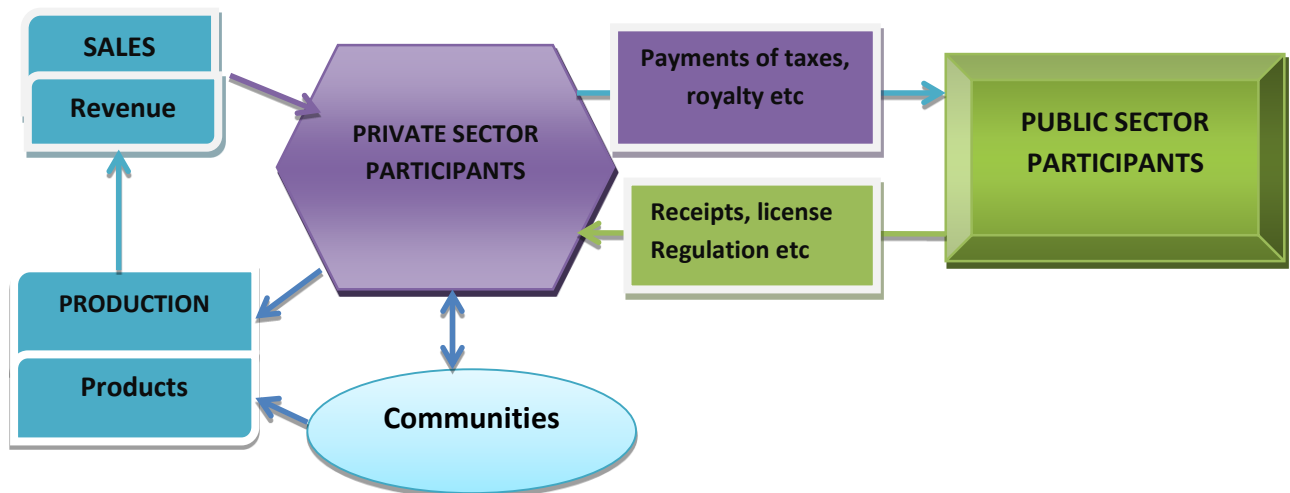 SALES
Revenue
PRIVATE SECTOR
PARTICIPANTS
Payments of taxes,
royalty etc
PUBLIC SECTOR
PARTICIPANTS
Receipts, license
Regulation etc
PRODUCTION
Products
Communities